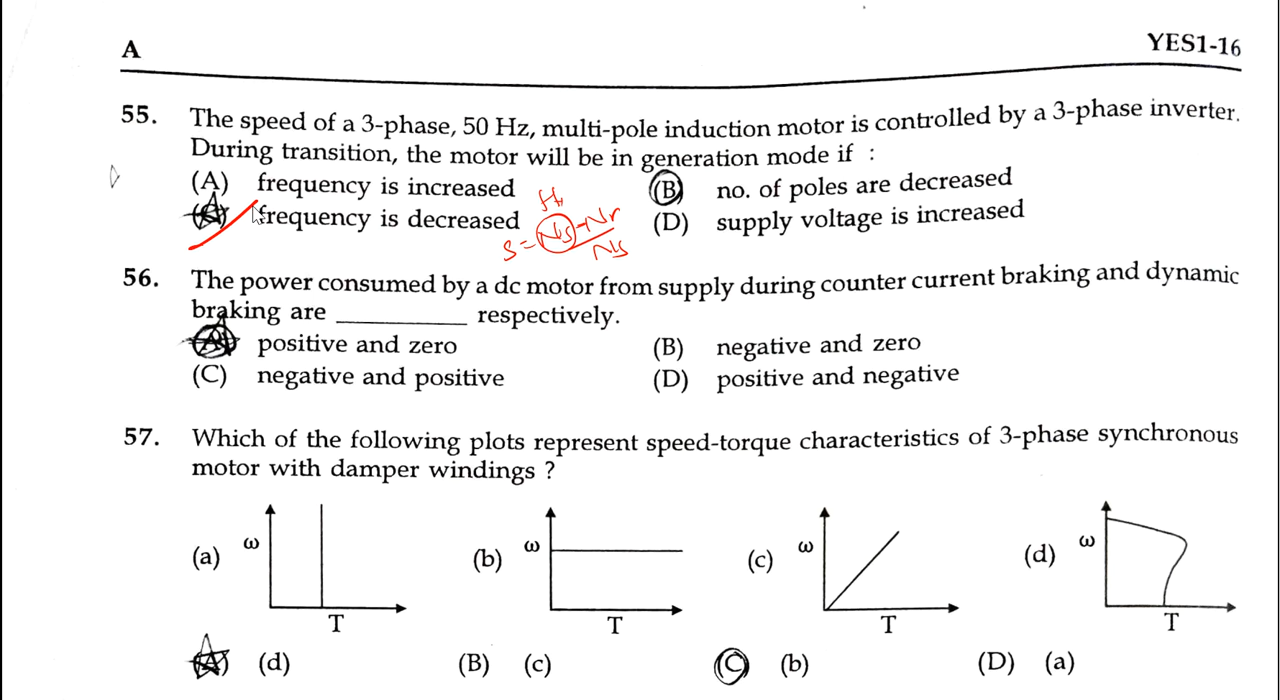 A
YES1-16
55. The speed of a 3-phase, 50 Hz, multi-pole induction motor is controlled by a 3-phase inverter.
During transition, the motor will be in generation mode if :
(A) frequency is increased (B) no. of poles are decreased
frequency is decreased (D) supply voltage is increased
S = Ns - Nr
Ns
56. The power consumed by a dc motor from supply during counter current braking and dynamic
braking are __________ respectively.
(A) positive and zero (B) negative and zero
(C) negative and positive (D) positive and negative
57. Which of the following plots represent speed-torque characteristics of 3-phase synchronous
motor with damper windings ?
(a) ω T (b) ω T (c) ω T (d) ω T
(A) (d) (B) (c) (C) (b) (D) (a)